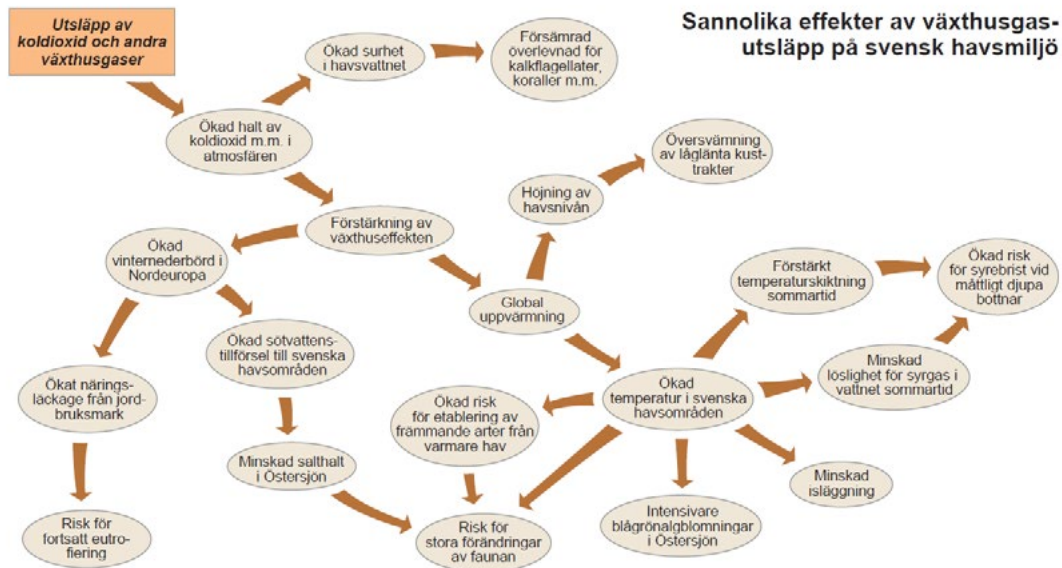 Utsläpp av
koldioxid och andra
växthusgaser
Sannolika effekter av växthusgas-
utsläpp på svensk havsmiljö
Ökad surhet
i havsvattnet
Försämrad
överlevnad för
kalkflagellater,
koraller m.m.
Ökad halt av
koldioxid m.m. i
atmosfären
Översvämning
av låglänta kust-
trakter
Höjning av
havsnivån
Förstärkning av
växthuseffekten
Ökad
vinternederbörd i
Nordeuropa
Förstärkt
temperaturskiktning
sommartid
Ökad risk
för syrebrist vid
måttligt djupa
bottnar
Global
uppvärmning
Ökad sötvattens-
tillförsel till svenska
havsområden
Minskad
löslighet för syrgas i
vattnet sommartid
Ökat närings-
läckage från jord-
bruksmark
Ökad
temperatur i svenska
havsområden
Ökad risk
för etablering av
främmande arter från
varmare hav
Minskad salthalt
i Östersjön
Minskad
isläggning
Risk för
fortsatt eutro-
fiering
Risk för
stora förändringar
av faunan
Intensivare
blågrönalgblomningar
i Östersjön